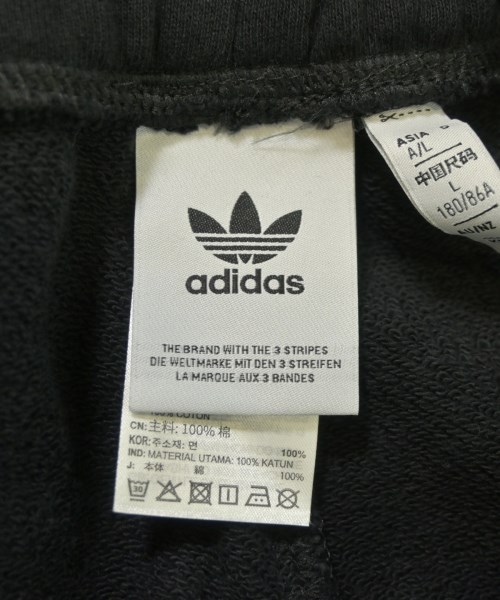 adidas
THE BRAND WITH THE 3 STRIPES
DIE WELTMARKE MIT DEN 3 STREIFEN
LA MARQUE AUX 3 BANDES
CN: 主料: 100% 棉
KOR: 주소재: 면 100%
IND: MATERIAL UTAMA: 100% KATUN
J: 本体 綿 100%
30
ASIA
A/L
中国尺码
L
180/86A